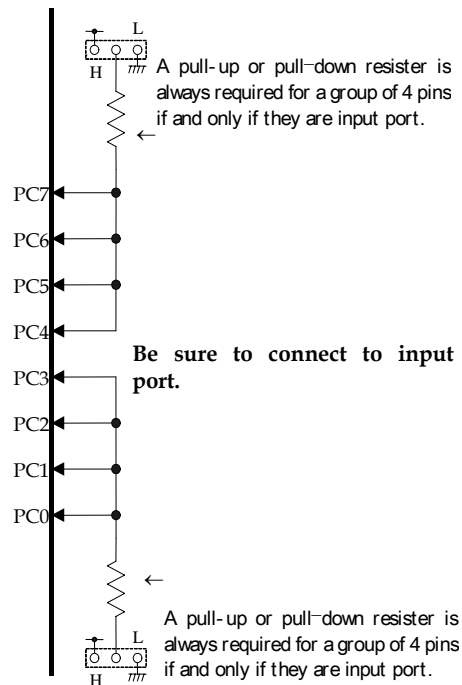 L
H
A pull-up or pull-down resister is
always required for a group of 4 pins
if and only if they are input port.
←
PC7
PC6
PC5
PC4
Be sure to connect to input
port.
PC3
PC2
PC1
PC0
←
A pull-up or pull-down resister is
always required for a group of 4 pins
if and only if they are input port.
L
H